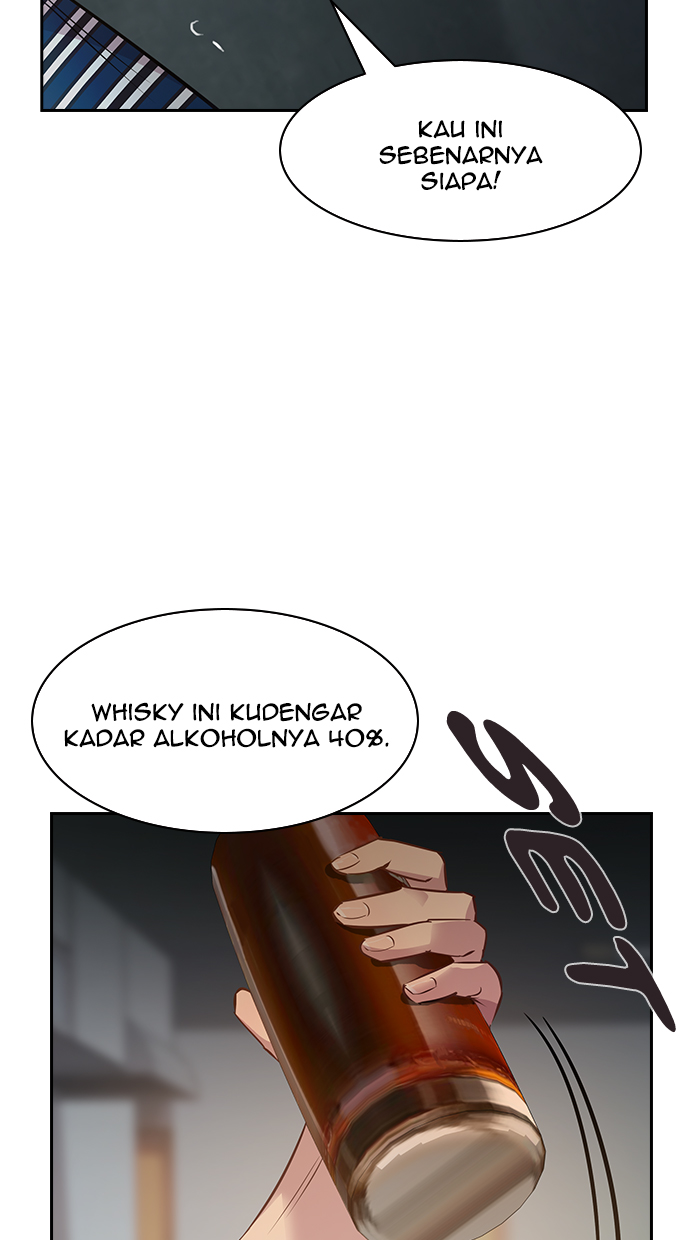 KAU INI
SEBENARNYA
SIAPA!
WHISKY INI KUDENGAR
KADAR ALKOHOLNYA 40%.
SET